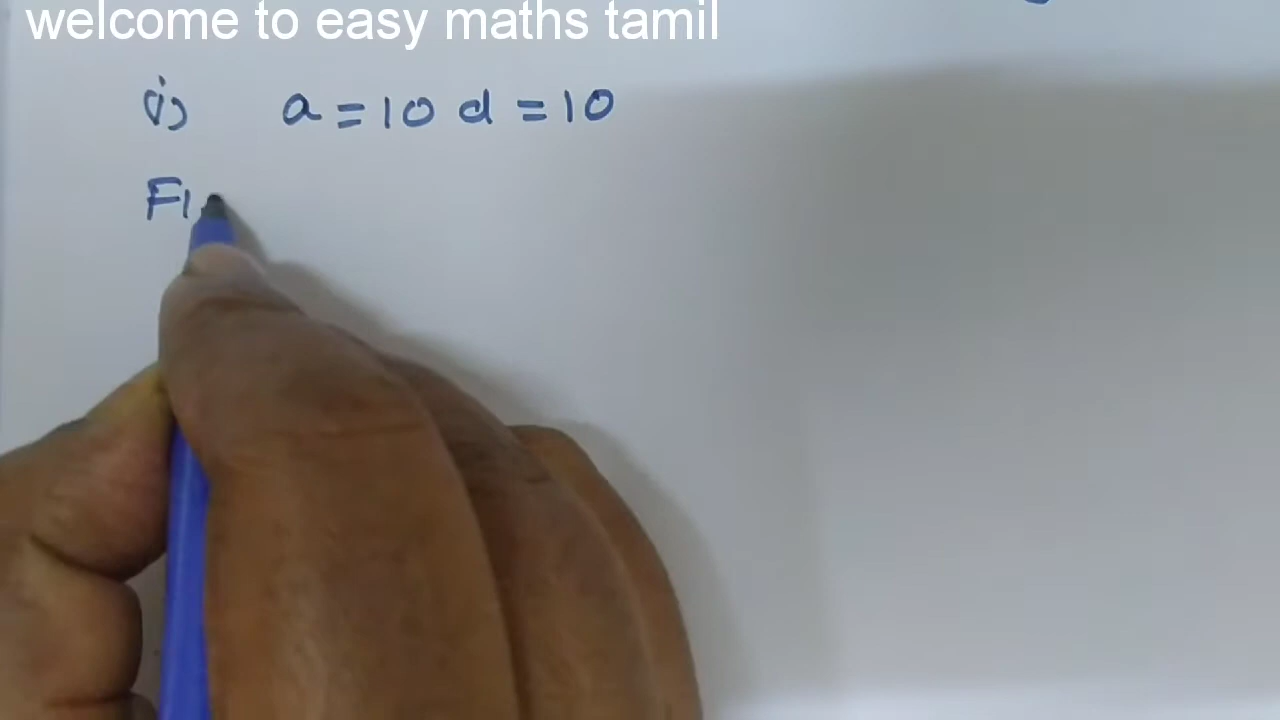 welcome to easy maths tamil
i) a = 10 d = 10
FI